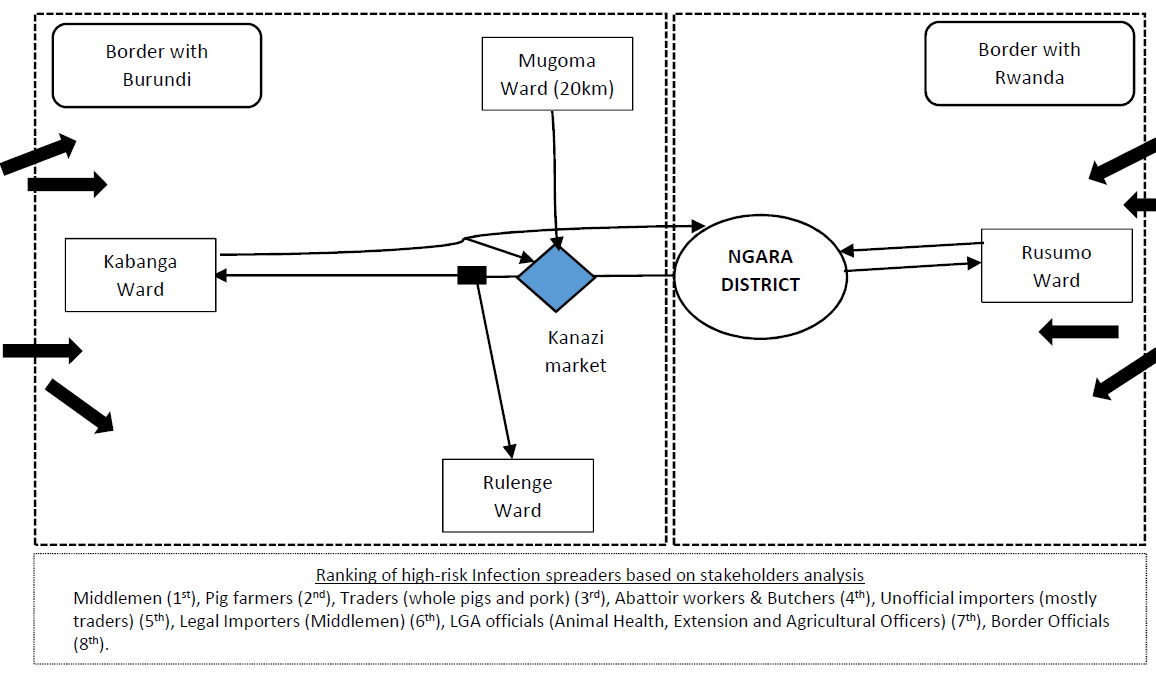 Border with
Burundi
Mugoma
Ward (20km)
Border with
Rwanda
Kabanga
Ward
NGARA
DISTRICT
Rusumo
Ward
Kanazi
market
Rulenge
Ward
Ranking of high-risk Infection spreaders based on stakeholders analysis
Middlemen (1st), Pig farmers (2nd), Traders (whole pigs and pork) (3rd), Abattoir workers & Butchers (4th), Unofficial importers (mostly
traders) (5th), Legal Importers (Middlemen) (6th), LGA officials (Animal Health, Extension and Agricultural Officers) (7th), Border Officials
(8th).